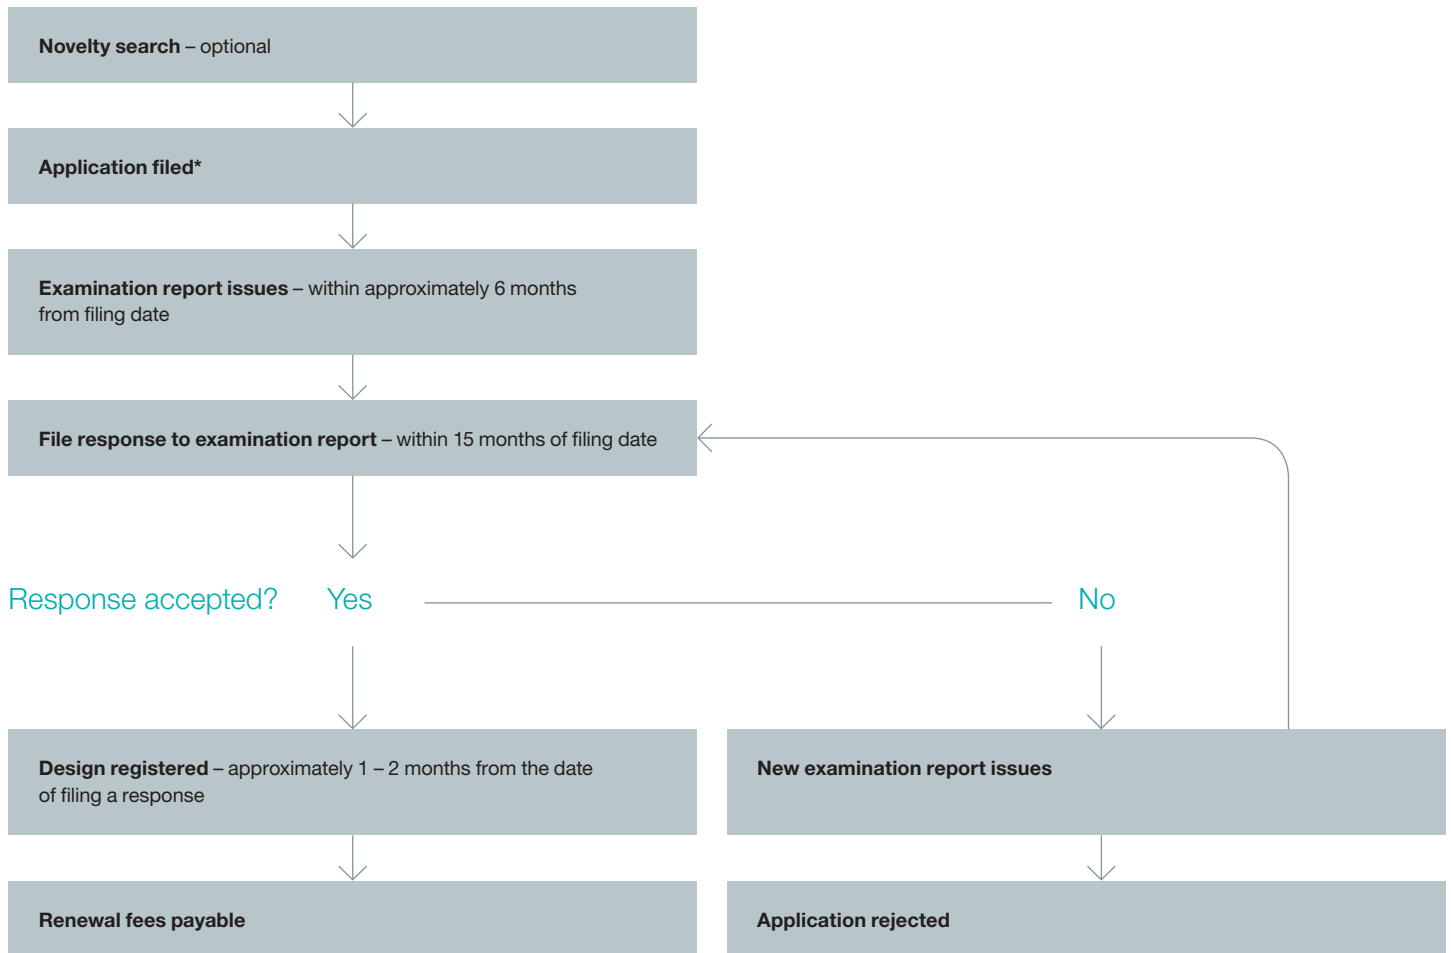 Novelty search – optional
Application filed*
Examination report issues – within approximately 6 months
from filing date
File response to examination report – within 15 months of filing date
Response accepted? Yes No
Design registered – approximately 1 – 2 months from the date
of filing a response
New examination report issues
Renewal fees payable
Application rejected